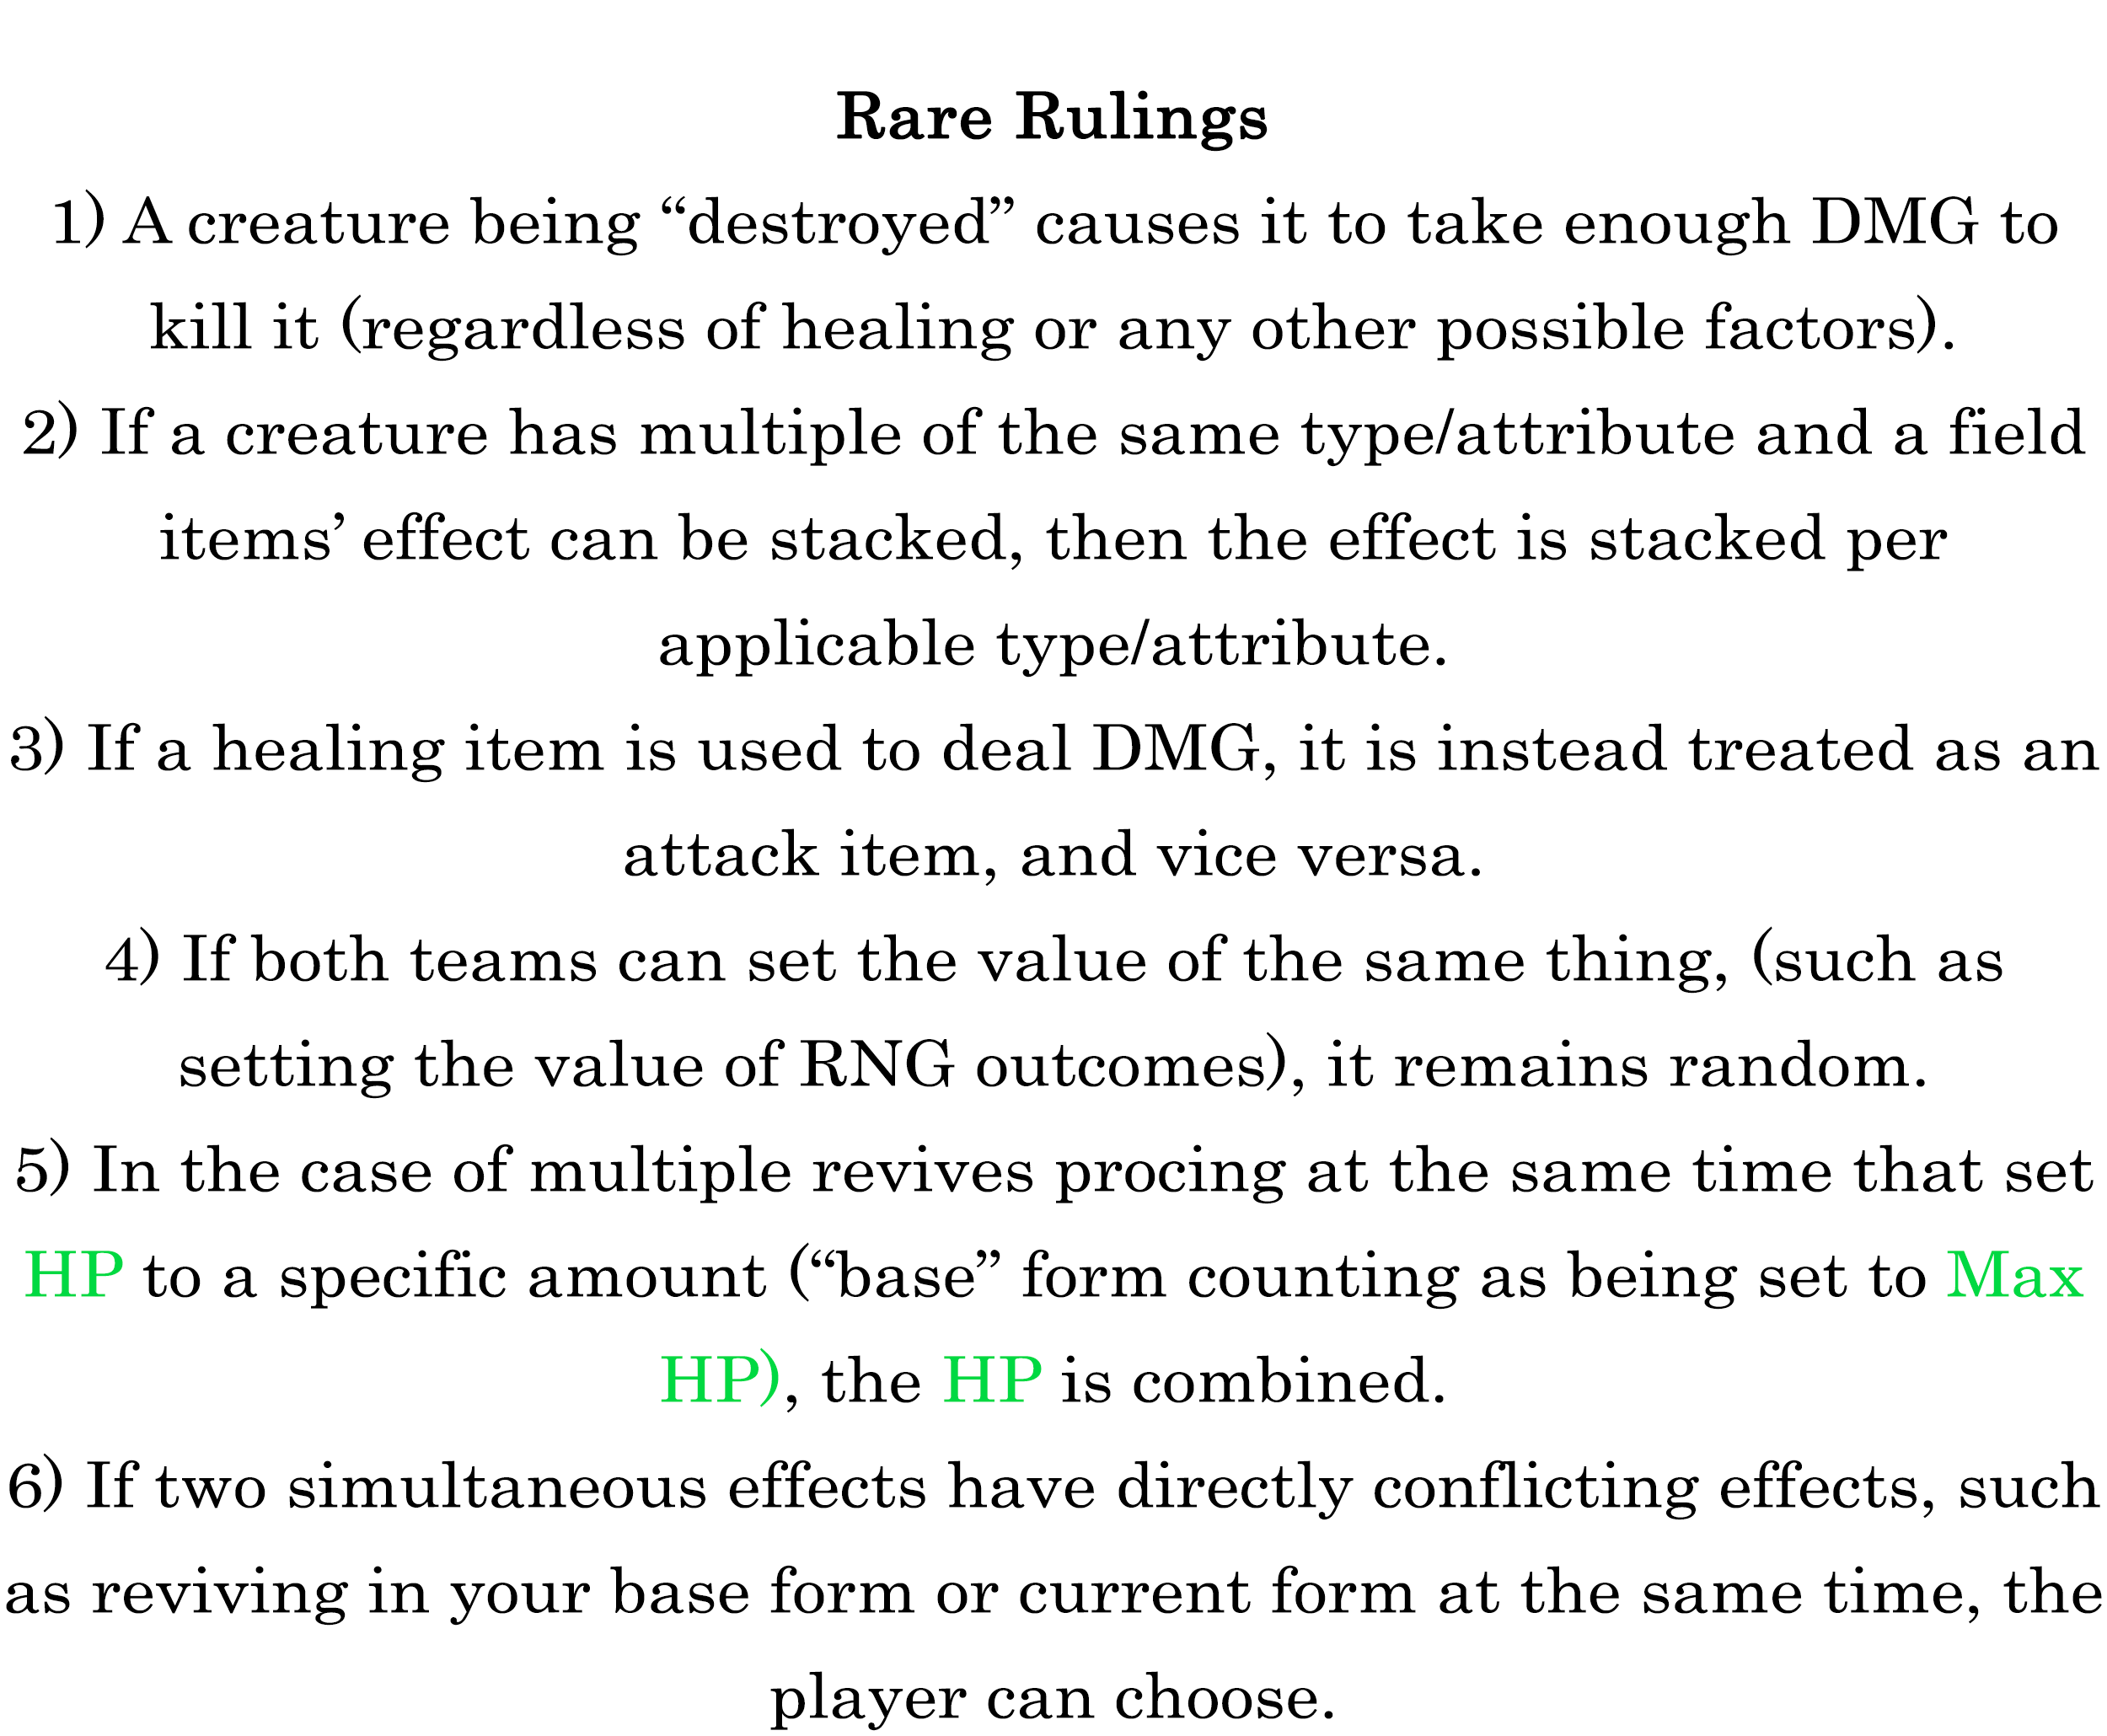 Rare Rulings
1) A creature being “destroyed” causes it to take enough DMG to
kill it (regardless of healing or any other possible factors).
2) If a creature has multiple of the same type/attribute and a field
items’ effect can be stacked, then the effect is stacked per
applicable type/attribute.
3) If a healing item is used to deal DMG, it is instead treated as an
attack item, and vice versa.
4) If both teams can set the value of the same thing, (such as
setting the value of RNG outcomes), it remains random.
5) In the case of multiple revives procing at the same time that set
HP to a specific amount (“base” form counting as being set to Max
HP), the HP is combined.
6) If two simultaneous effects have directly conflicting effects, such
as reviving in your base form or current form at the same time, the
player can choose.